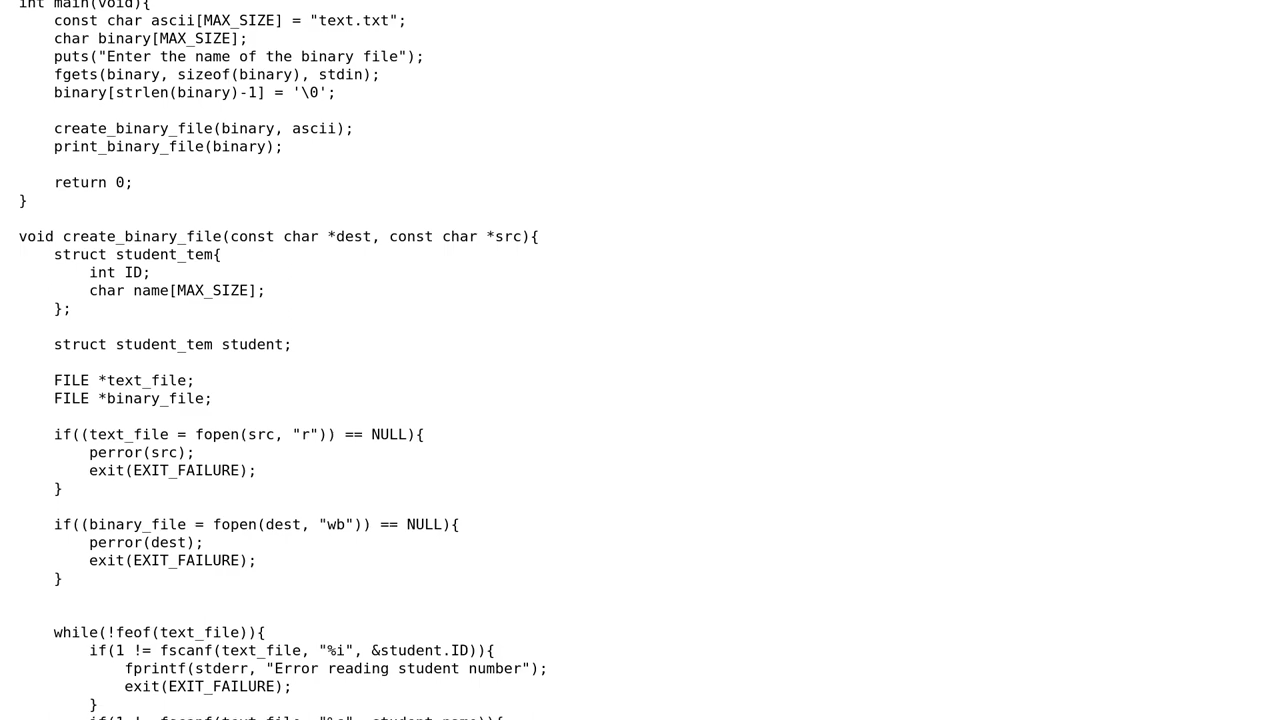 int main(void){
    const char ascii[MAX_SIZE] = "text.txt";
    char binary[MAX_SIZE];
    puts("Enter the name of the binary file");
    fgets(binary, sizeof(binary), stdin);
    binary[strlen(binary)-1] = '\0';

    create_binary_file(binary, ascii);
    print_binary_file(binary);

    return 0;
}

void create_binary_file(const char *dest, const char *src){
    struct student_tem{
        int ID;
        char name[MAX_SIZE];
    };

    struct student_tem student;

    FILE *text_file;
    FILE *binary_file;

    if((text_file = fopen(src, "r")) == NULL){
        perror(src);
        exit(EXIT_FAILURE);
    }

    if((binary_file = fopen(dest, "wb")) == NULL){
        perror(dest);
        exit(EXIT_FAILURE);
    }


    while(!feof(text_file)){
        if(1 != fscanf(text_file, "%i", &student.ID)){
            fprintf(stderr, "Error reading student number");
            exit(EXIT_FAILURE);
        }